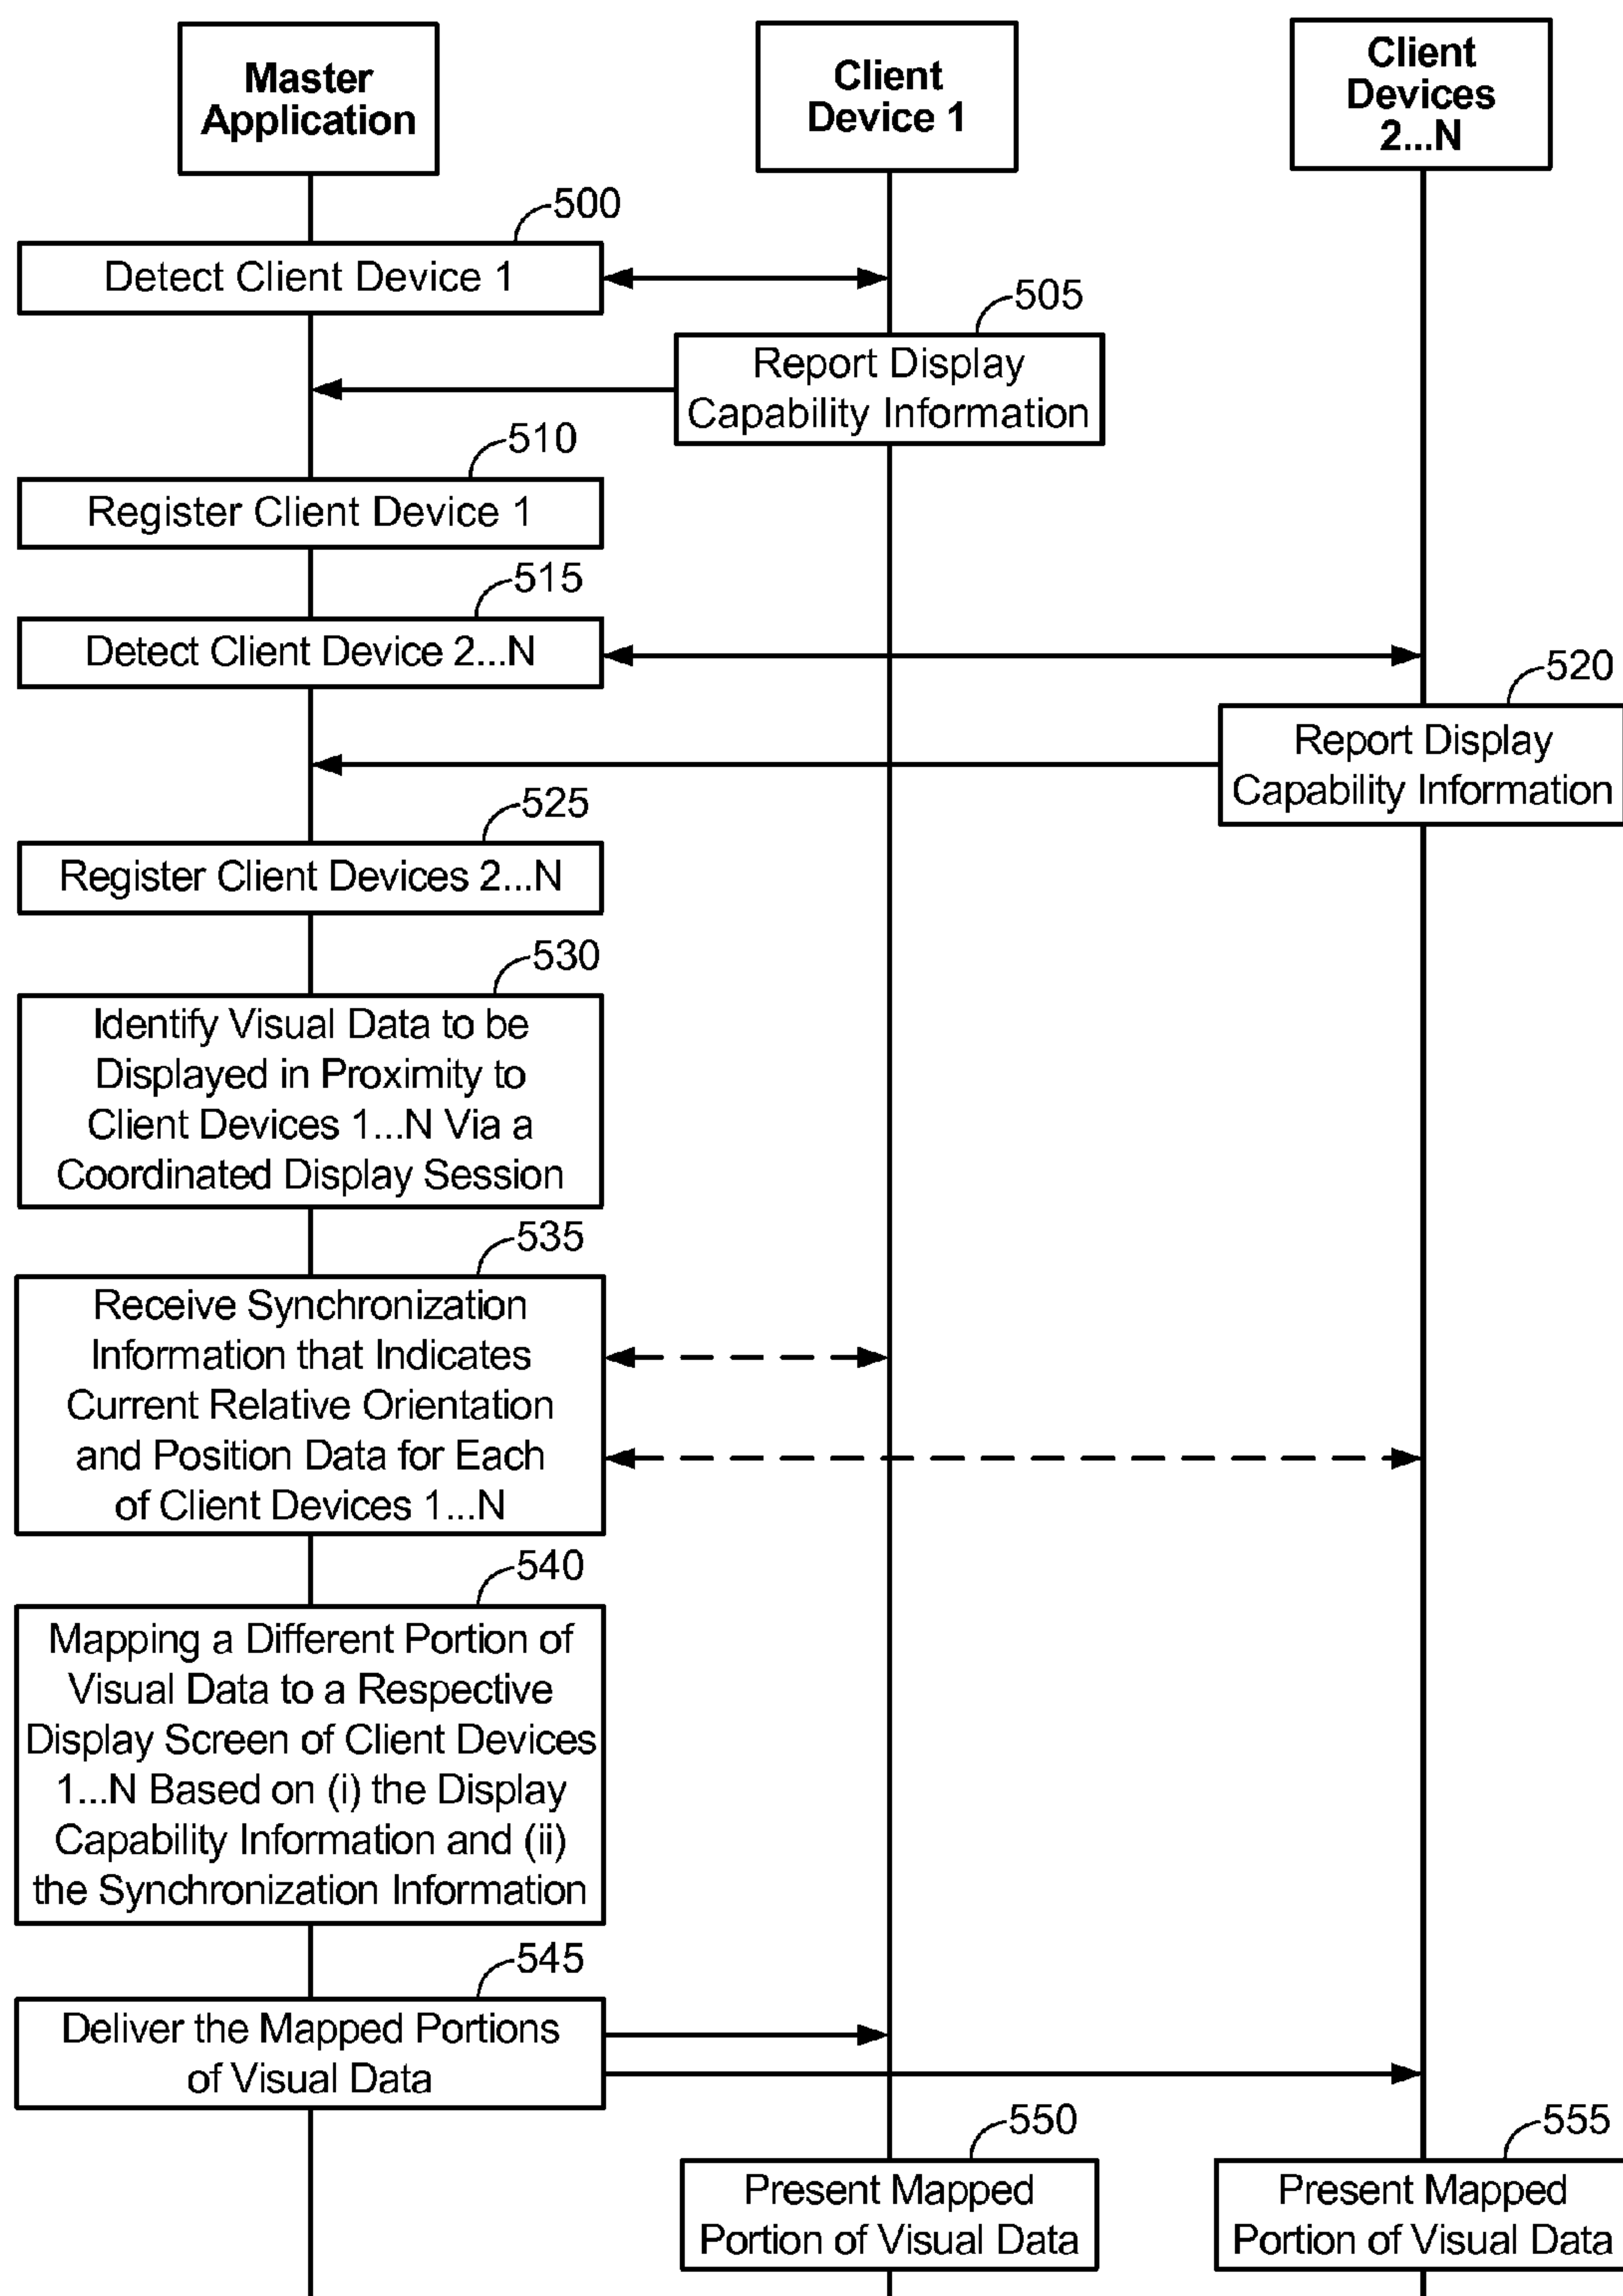 Master
Application
Client
Device 1
Client
Devices
2...N
500
Detect Client Device 1
505
Report Display
Capability Information
510
Register Client Device 1
515
Detect Client Device 2...N
520
Report Display
Capability Information
525
Register Client Devices 2...N
530
Identify Visual Data to be
Displayed in Proximity to
Client Devices 1...N Via a
Coordinated Display Session
535
Receive Synchronization
Information that Indicates
Current Relative Orientation
and Position Data for Each
of Client Devices 1...N
540
Mapping a Different Portion of
Visual Data to a Respective
Display Screen of Client Devices
1...N Based on (i) the Display
Capability Information and (ii)
the Synchronization Information
545
Deliver the Mapped Portions
of Visual Data
550
Present Mapped
Portion of Visual Data
555
Present Mapped
Portion of Visual Data